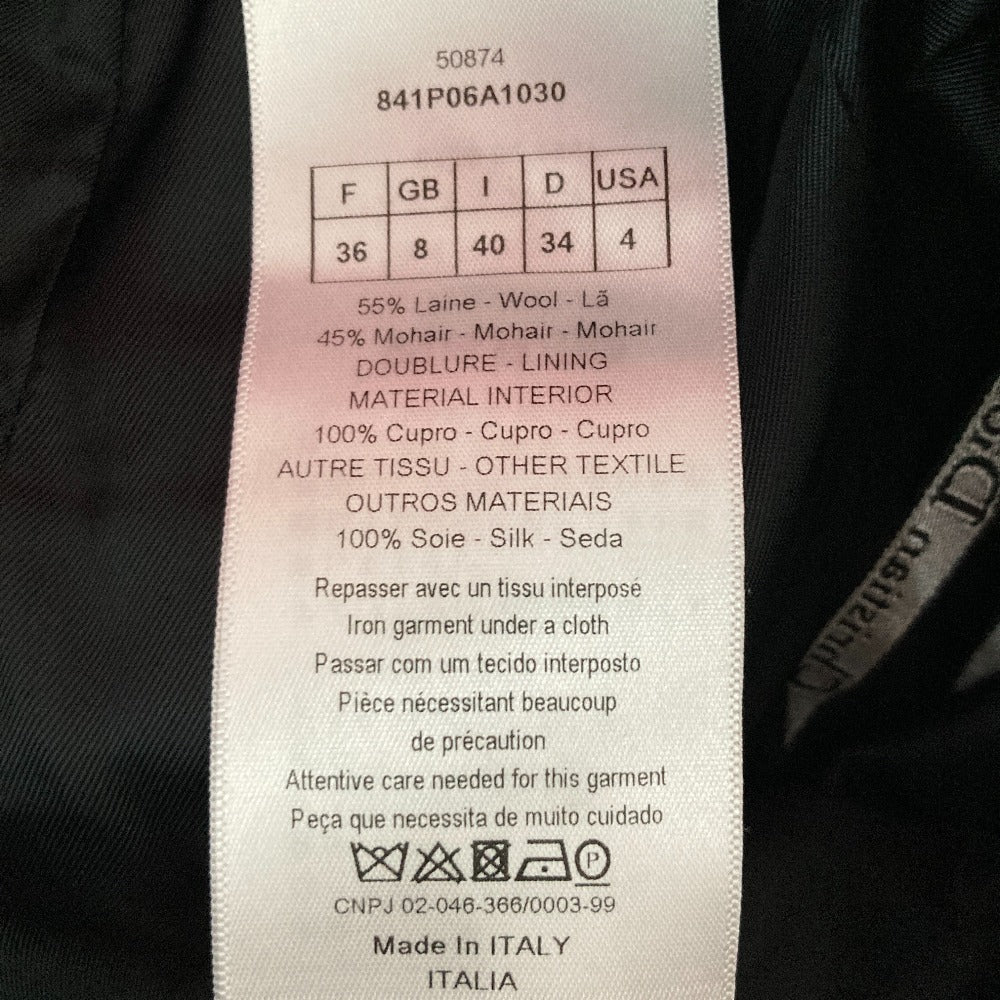 50874
841P06A1030
F GB I D USA
36 8 40 34 4
55% Laine - Wool - Lã
45% Mohair - Mohair - Mohair
DOUBLURE - LINING
MATERIAL INTERIOR
100% Cupro - Cupro - Cupro
AUTRE TISSU - OTHER TEXTILE
OUTROS MATERIAIS
100% Soie - Silk - Seda
Repasser avec un tissu interposé
Iron garment under a cloth
Passar com um tecido interposto
Pièce nécessitant beaucoup
de précaution
Attentive care needed for this garment
Peça que necessita de muito cuidado
P
CNPJ 02-046-366/0003-99
Made In ITALY
ITALIA
Christian Dio